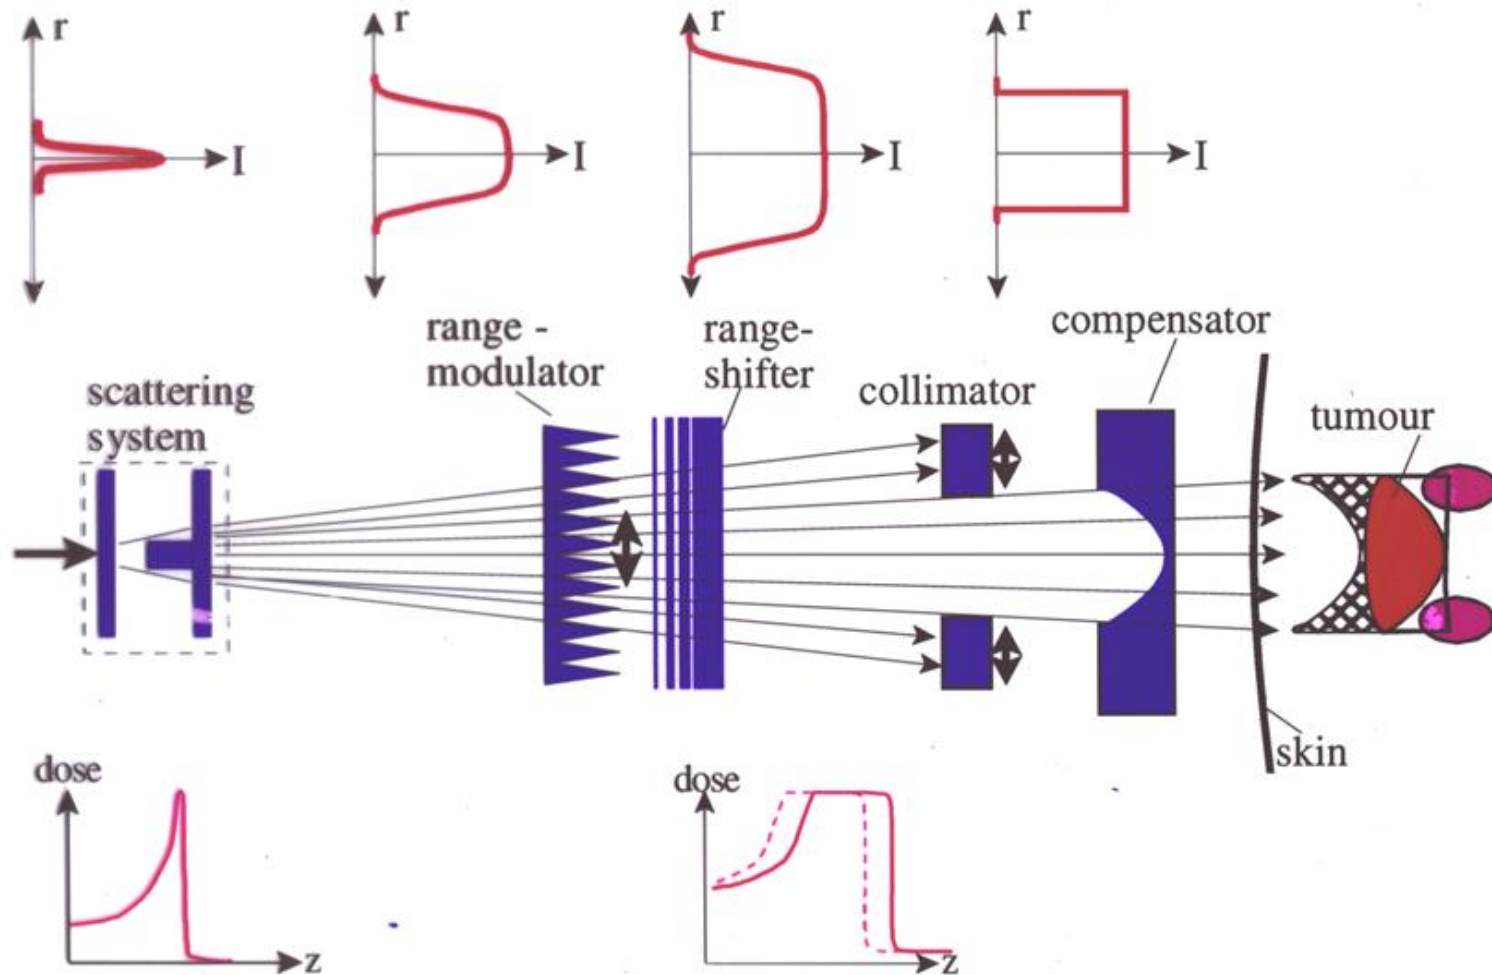 r
r
r
r
I
I
I
I
range -
modulator
range-
shifter
compensator
scattering
system
collimator
tumour
skin
dose
z
dose
z